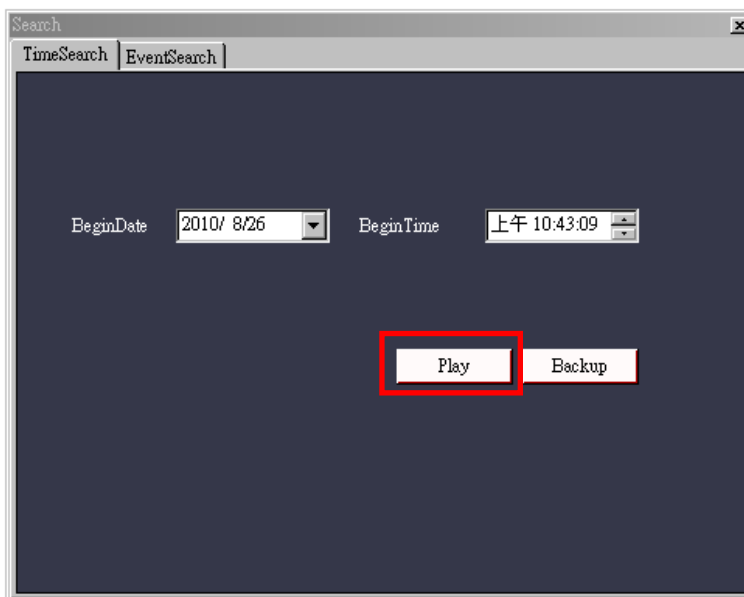 Search
TimeSearch EventSearch
BeginDate 2010/ 8/26 BeginTime 上午 10:43:09
Play Backup